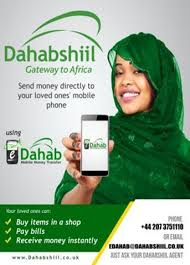 Dahabshiil
Gateway to Africa
Send money directly to
your loved ones' mobile
phone
using
e Dahab
Mobile Money Transfer
Dahab
Your loved ones can:
Buy items in a shop
Pay bills
Receive money instantly
PHONE
+44 207 3751110
OR EMAIL
EDAHAB@DAHABSHIIL.CO.UK
JUST ASK YOUR DAHABSHIIL AGENT
www.Dahabshiil.co.uk